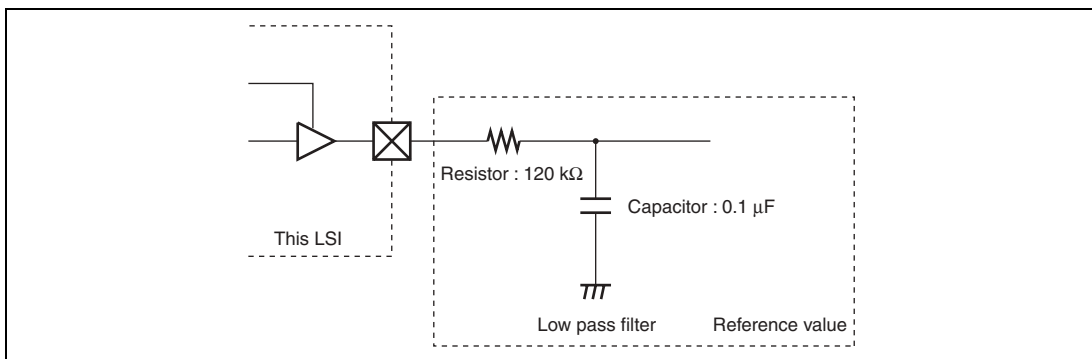 Resistor : 120 kΩ
Capacitor : 0.1 μF
This LSI
Low pass filter
Reference value